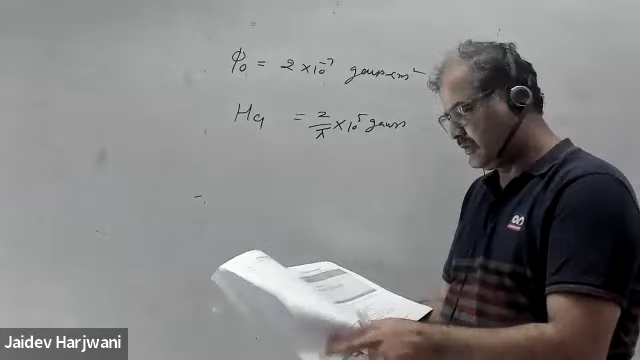 φ₀ = 2 × 10⁻⁷ gauss cm²
Hc₁ = 2/π × 10⁵ gauss
Jaidev Harjwani